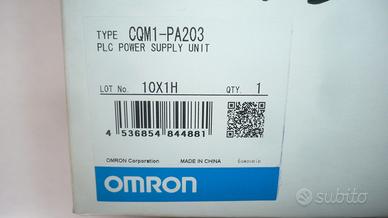 TYPE CQM1-PA203
PLC POWER SUPPLY UNIT
LOT No. 10X1H QTY. 1
4 536854 844881
OMRON Corporation MADE IN CHINA
OMRON
subito